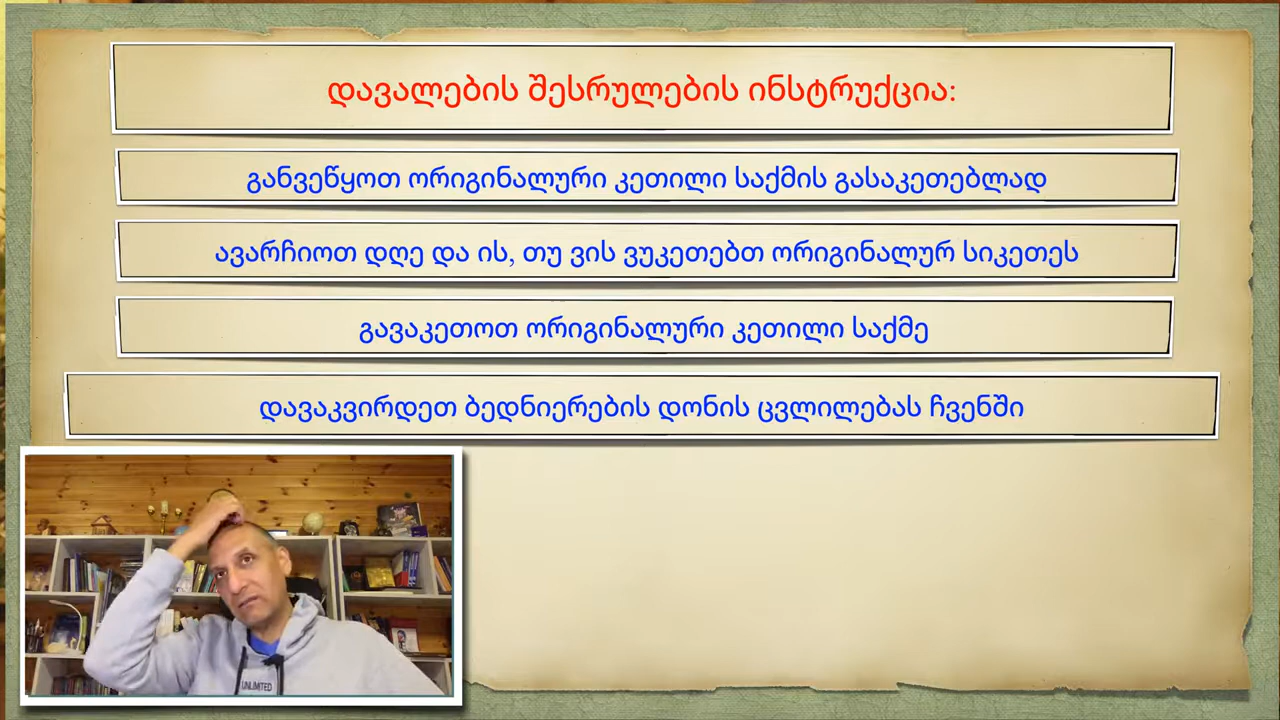 დავალების შესრულების ინსტრუქცია:
განვეწყოთ ორიგინალური კეთილი საქმის გასაკეთებლად
ავარჩიოთ დღე და ის, თუ ვის ვუკეთებთ ორიგინალურ სიკეთეს
გავაკეთოთ ორიგინალური კეთილი საქმე
დავაკვირდეთ ბედნიერების დონის ცვლილებას ჩვენში
UNLIMITED